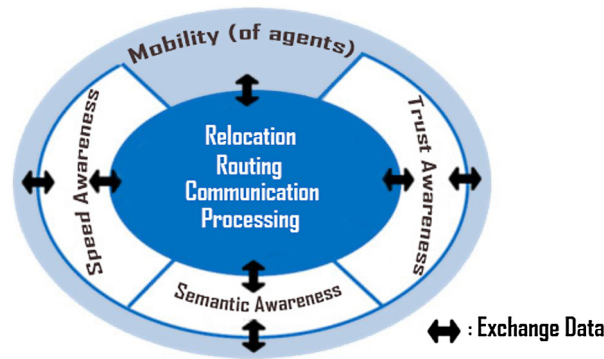 Mobility (of agents)
Speed Awareness
Trust Awareness
Relocation
Routing
Communication
Processing
Semantic Awareness
: Exchange Data